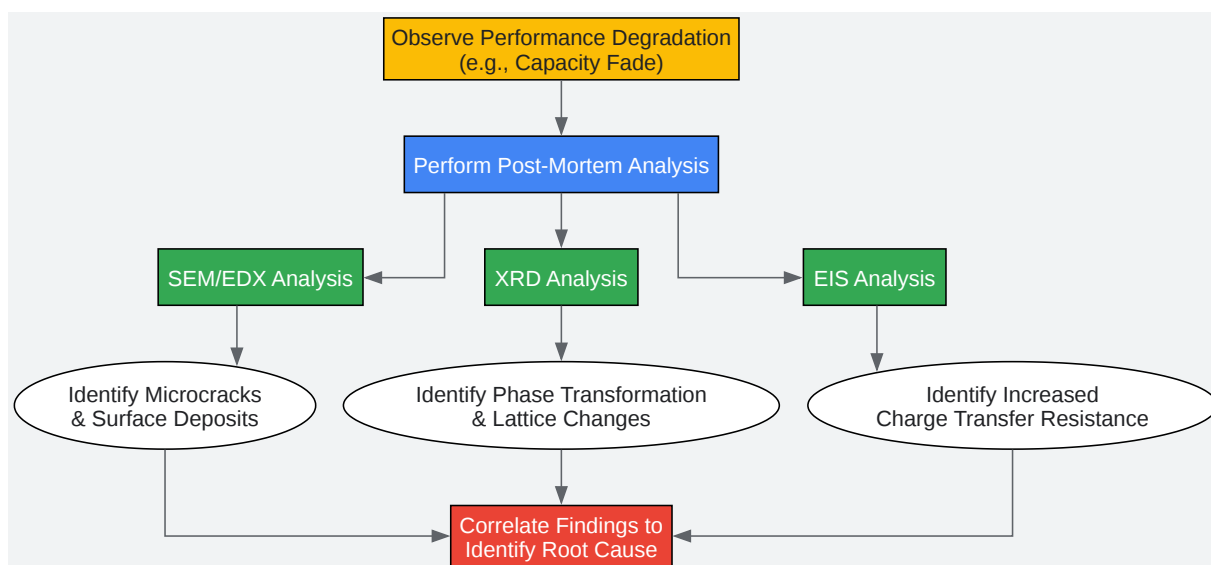 Observe Performance Degradation
(e.g., Capacity Fade)
Perform Post-Mortem Analysis
SEM/EDX Analysis
XRD Analysis
EIS Analysis
Identify Microcracks
& Surface Deposits
Identify Phase Transformation
& Lattice Changes
Identify Increased
Charge Transfer Resistance
Correlate Findings to
Identify Root Cause